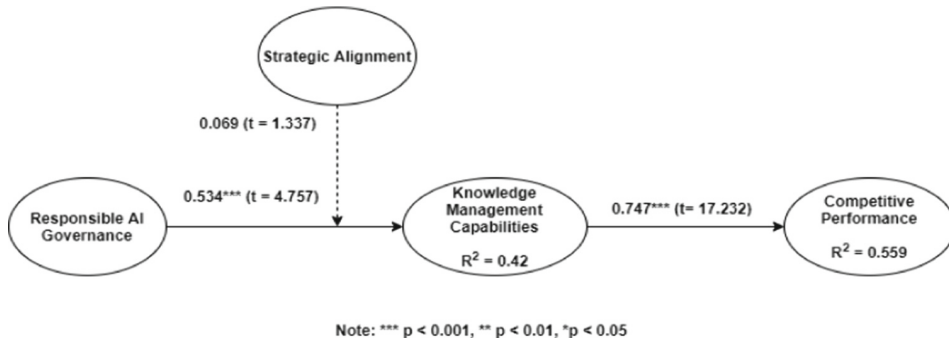 Strategic Alignment
0.069 (t = 1.337)
0.534*** (t = 4.757)
Responsible AI
Governance
Knowledge
Management
Capabilities
R² = 0.42
0.747*** (t= 17.232)
Competitive
Performance
R² = 0.559
Note: *** p < 0.001, ** p < 0.01, *p < 0.05